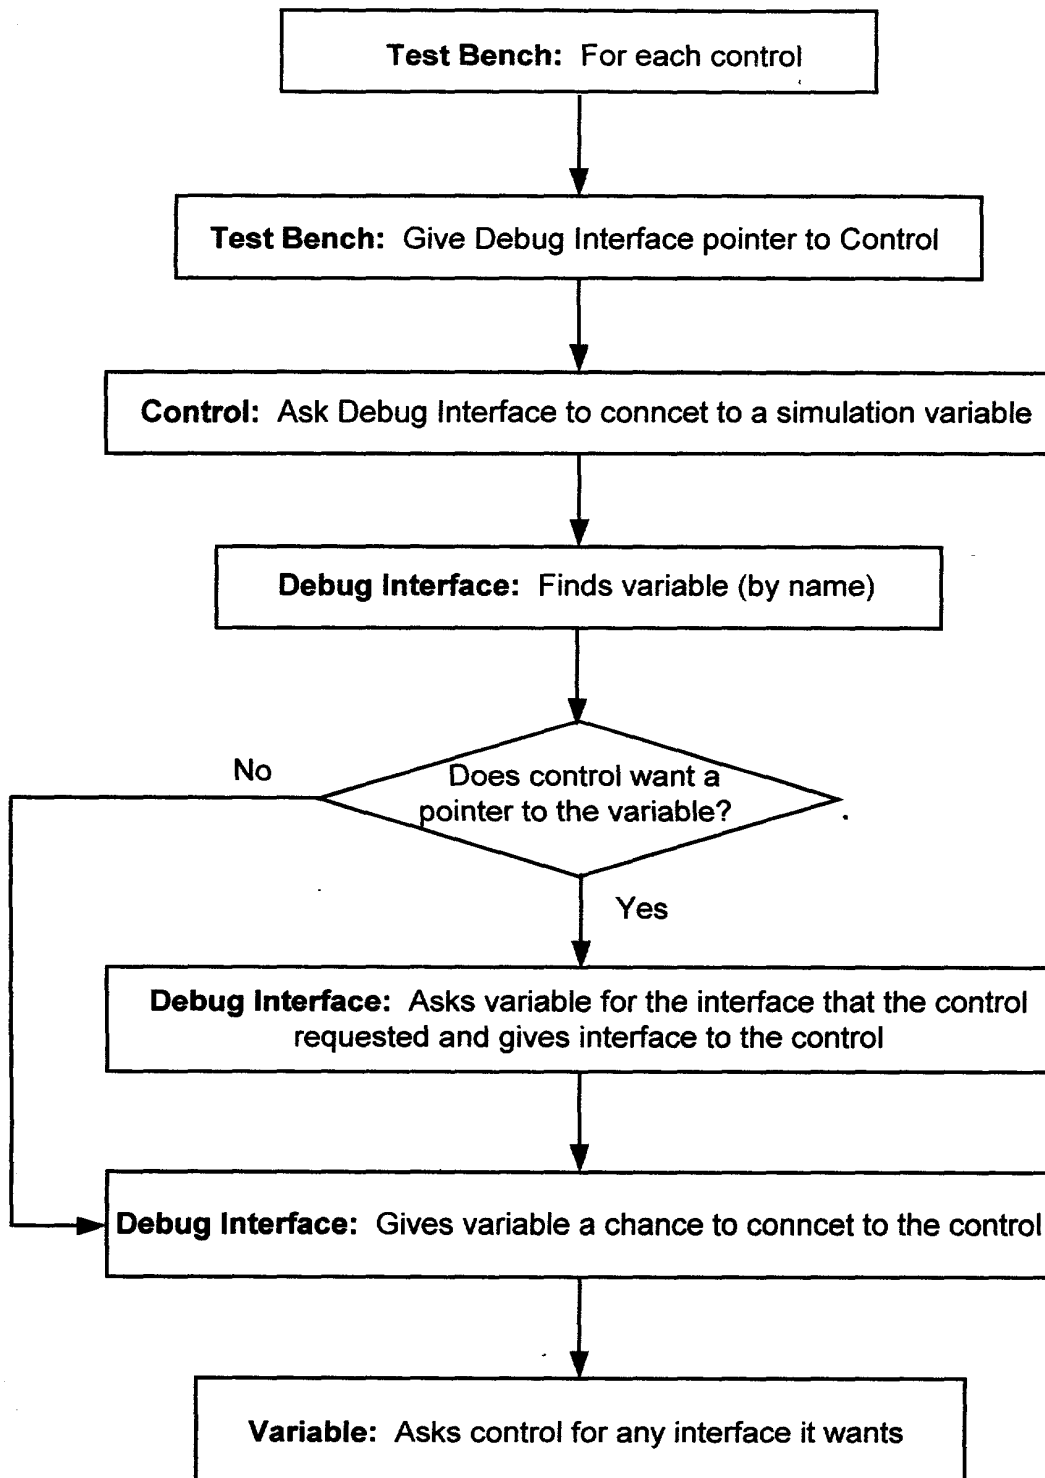 Test Bench: For each control
Test Bench: Give Debug Interface pointer to Control
Control: Ask Debug Interface to conncet to a simulation variable
Debug Interface: Finds variable (by name)
No
Does control want a
pointer to the variable?
Yes
Debug Interface: Asks variable for the interface that the control
requested and gives interface to the control
Debug Interface: Gives variable a chance to conncet to the control
Variable: Asks control for any interface it wants